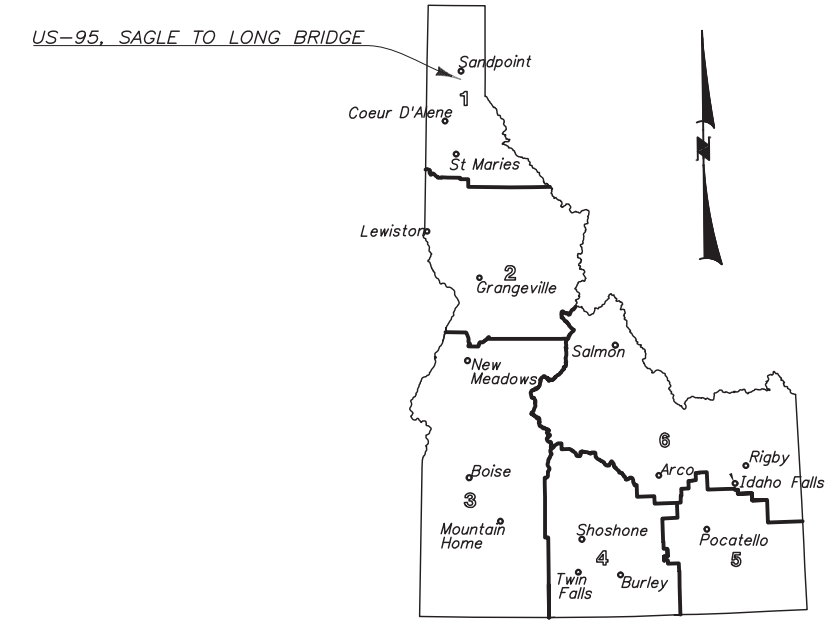 US-95, SAGLE TO LONG BRIDGE
Sandpoint
1
Coeur D'Alene
N
St Maries
Lewiston
2
Grangeville
Salmon
New
Meadows
6
Rigby
Boise
Arco
Idaho Falls
3
Mountain
Home
Shoshone
Pocatello
4
5
Twin
Falls
Burley